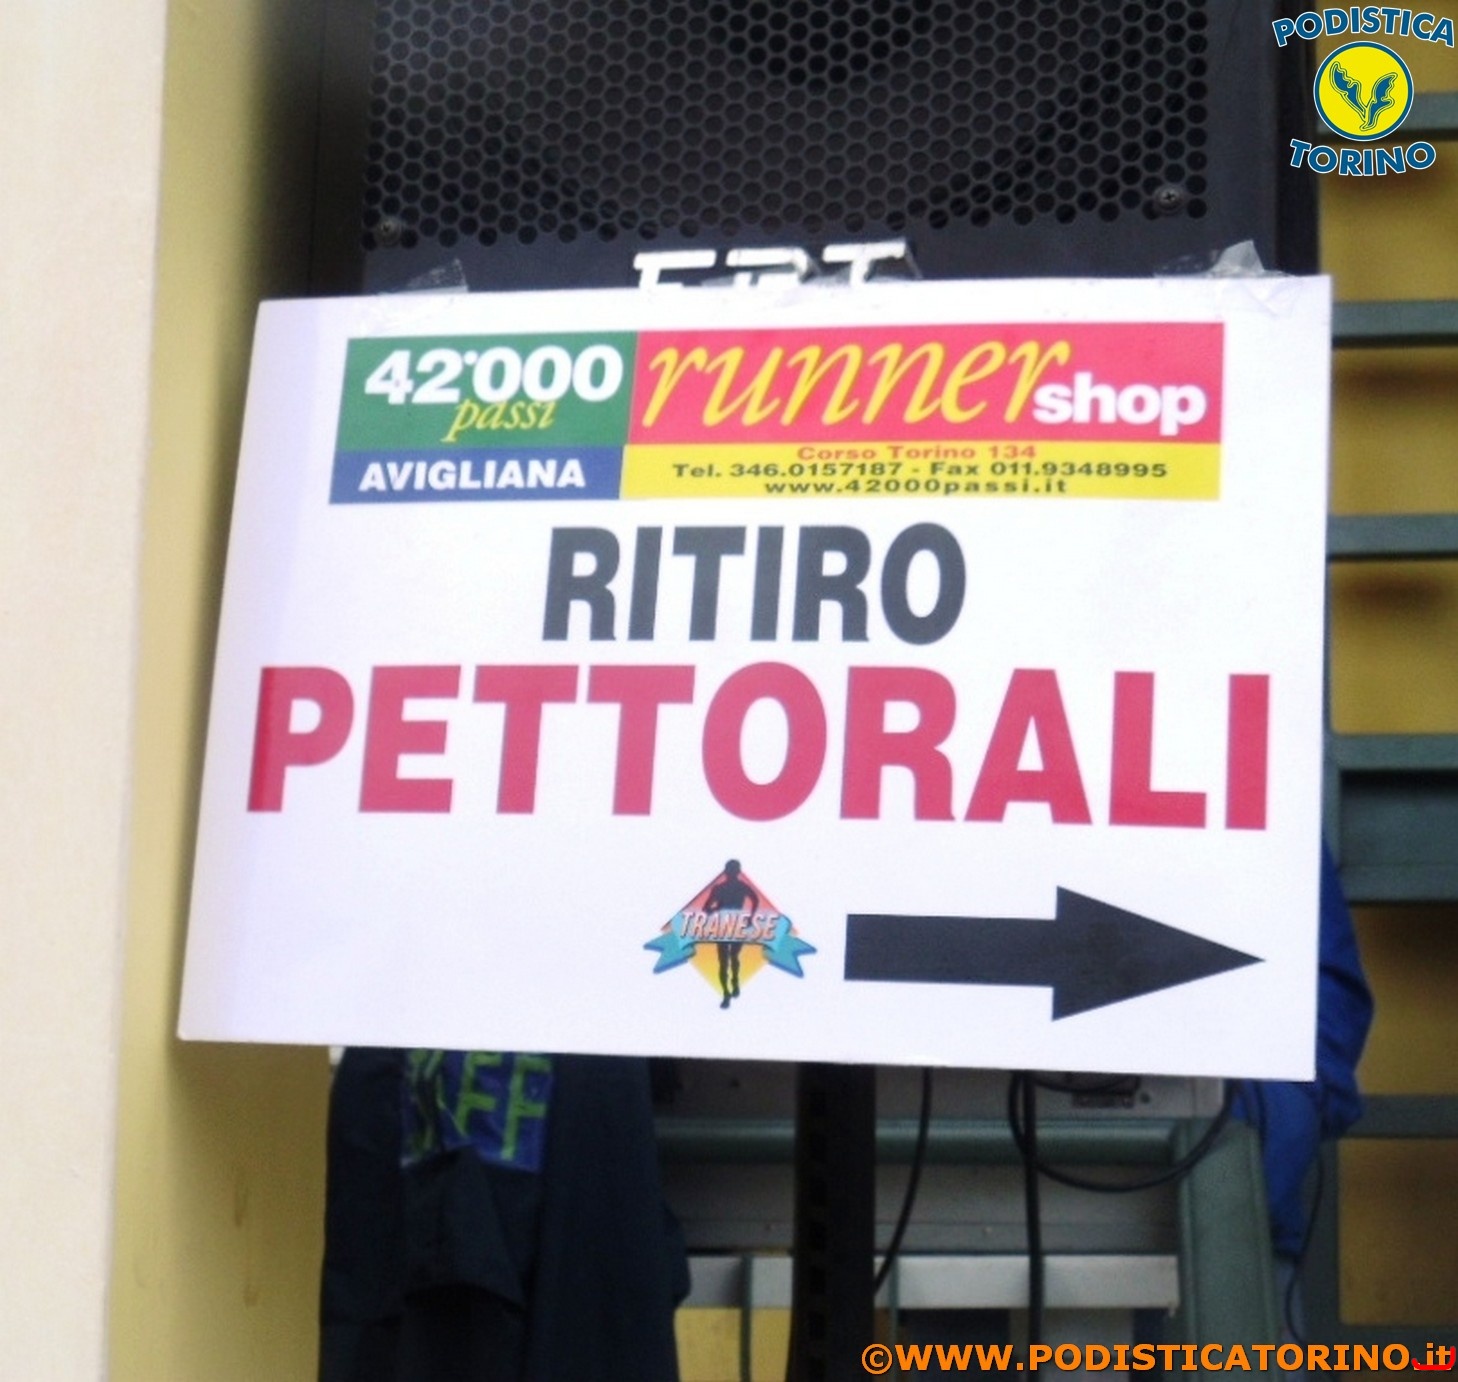 PODISTICA
TORINO
42°000
passi
AVIGLIANA
runner shop
Corso Torino 134
Tel. 346.0157187 - Fax 011.9348995
www.42000passi.it
RITIRO
PETTORALI
TRANESE
©WWW.PODISTICATORINO.it